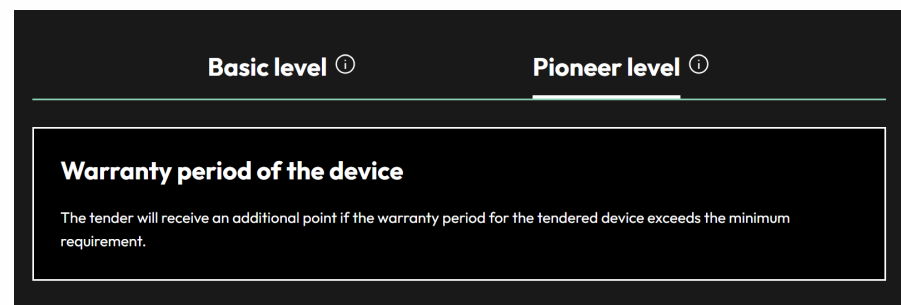 Basic level
Pioneer level
Warranty period of the device
The tender will receive an additional point if the warranty period for the tendered device exceeds the minimum
requirement.